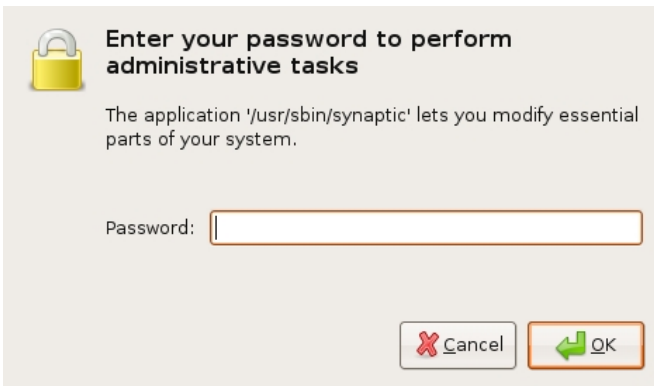 Enter your password to perform
administrative tasks
The application '/usr/sbin/synaptic' lets you modify essential
parts of your system.
Password:
Cancel
OK